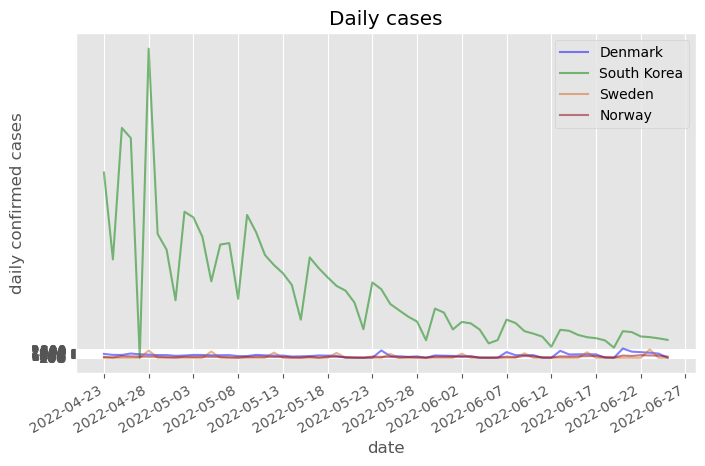 Daily cases
Denmark
South Korea
Sweden
Norway
daily confirmed cases
2022-04-23
2022-04-28
2022-05-03
2022-05-08
2022-05-13
2022-05-18
2022-05-23
2022-05-28
2022-06-02
2022-06-07
2022-06-12
2022-06-17
2022-06-22
2022-06-27
date